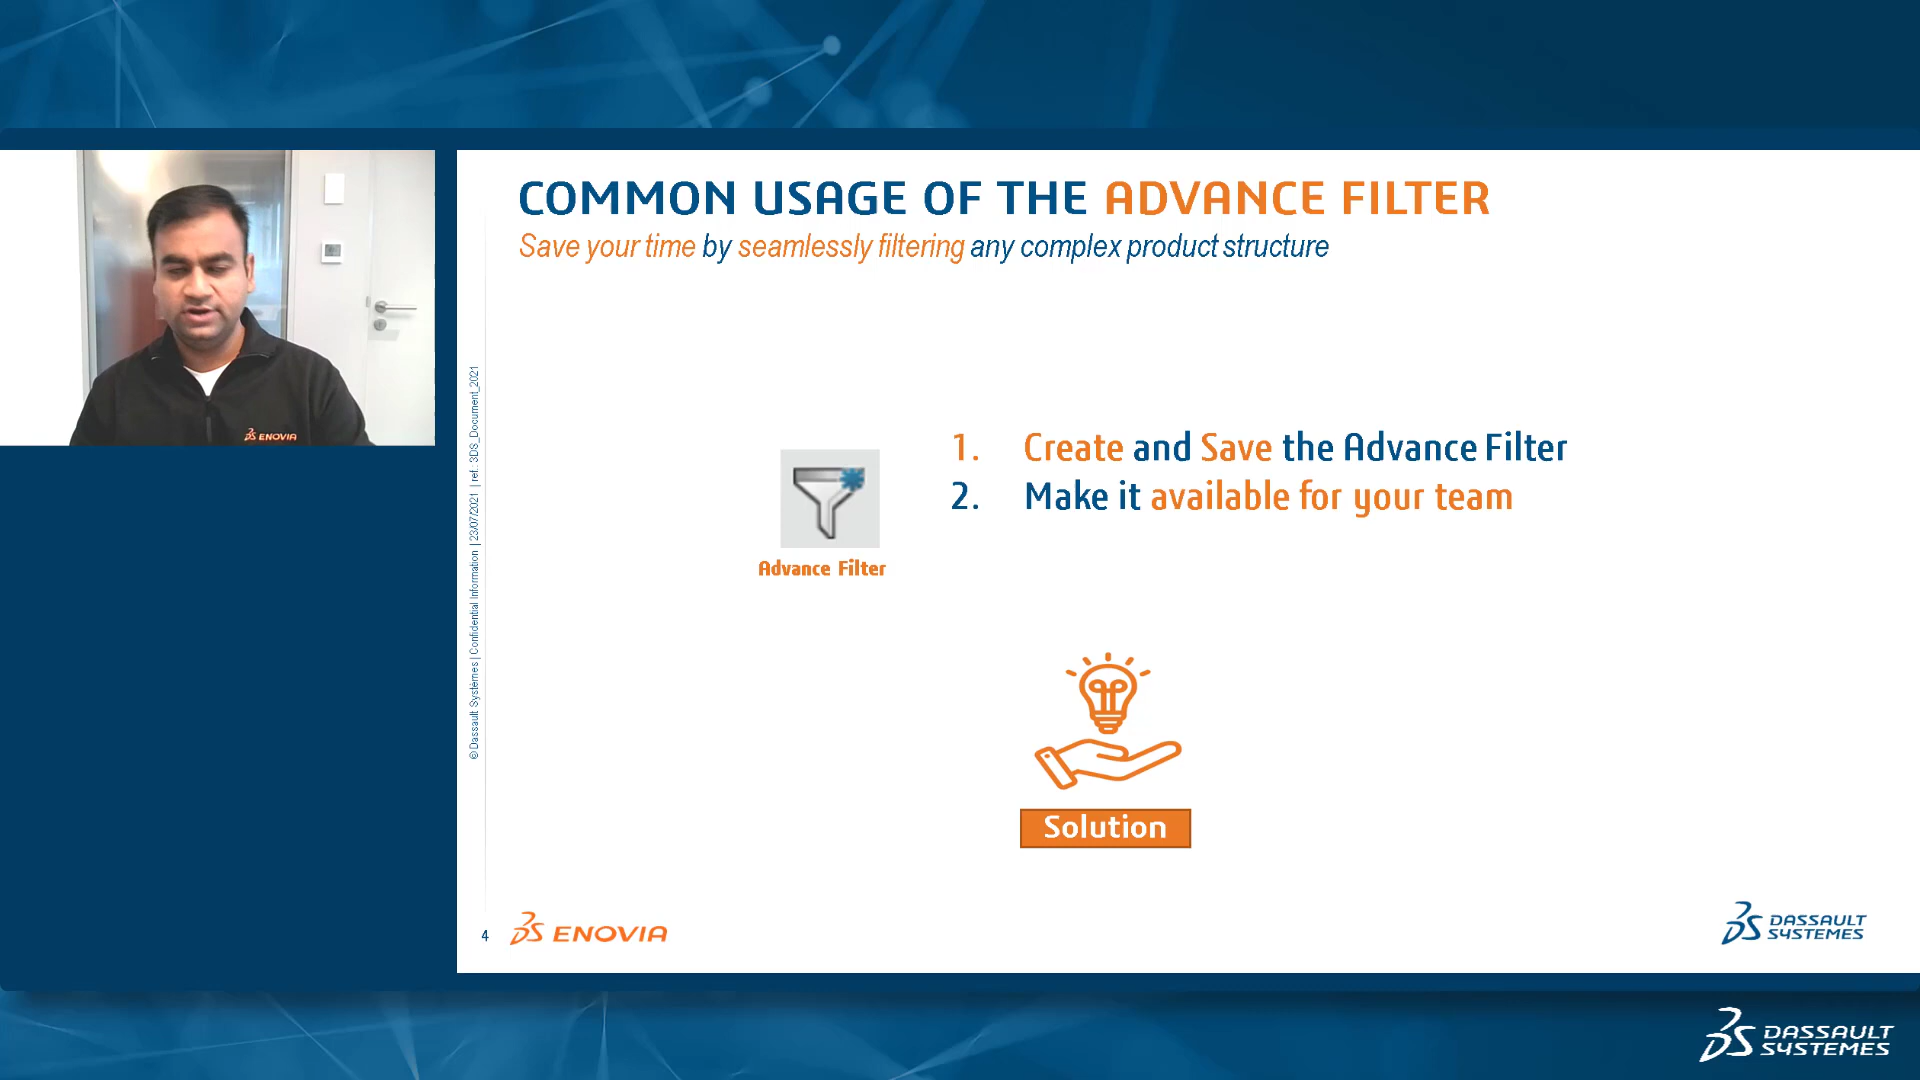 COMMON USAGE OF THE ADVANCE FILTER
Save your time by seamlessly filtering any complex product structure
1. Create and Save the Advance Filter
2. Make it available for your team
Advance Filter
Solution
© Dassault Systèmes | Confidential Information | 23/07/2021 | ref.: 3DS_Document_2021
4
ENOVIA
DASSAULT
SYSTEMES
ENOVIA
DASSAULT
SYSTEMES